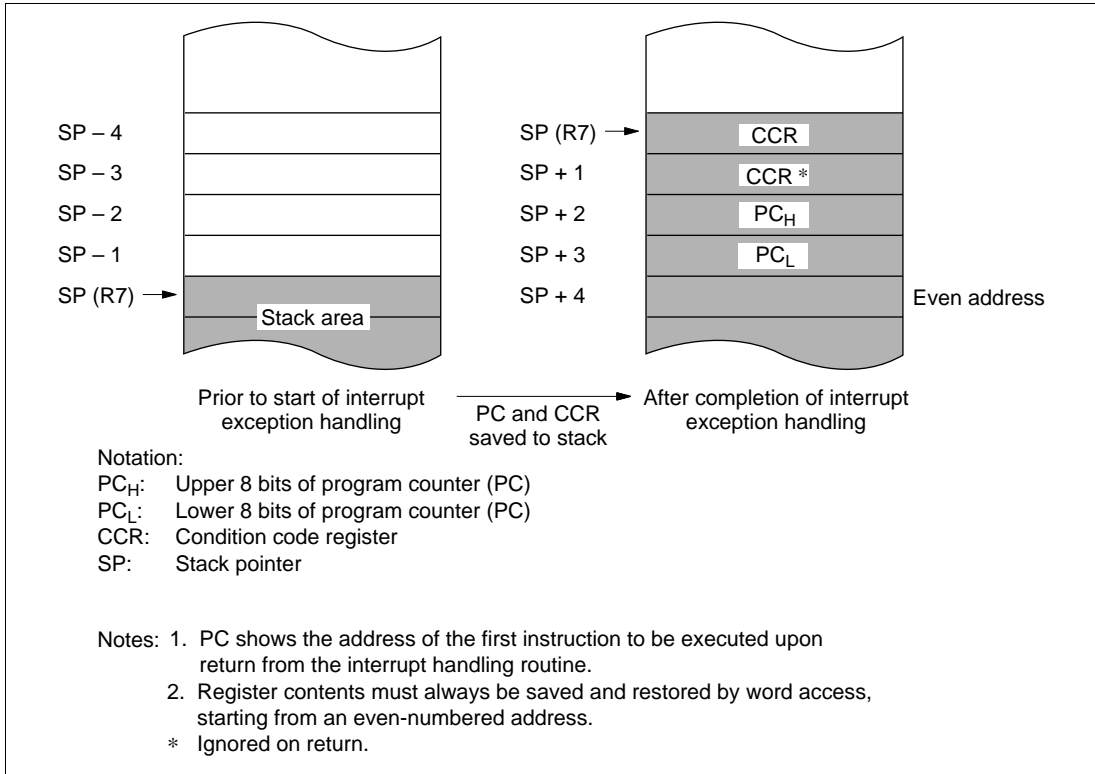 SP – 4
SP – 3
SP – 2
SP – 1
SP (R7)
Stack area
SP (R7)
SP + 1
SP + 2
SP + 3
SP + 4
CCR
CCR *
PCH
PCL
Even address
Prior to start of interrupt
exception handling
PC and CCR
saved to stack
After completion of interrupt
exception handling
Notation:
PCH: Upper 8 bits of program counter (PC)
PCL: Lower 8 bits of program counter (PC)
CCR: Condition code register
SP: Stack pointer
Notes: 1. PC shows the address of the first instruction to be executed upon
return from the interrupt handling routine.
2. Register contents must always be saved and restored by word access,
starting from an even-numbered address.
* Ignored on return.